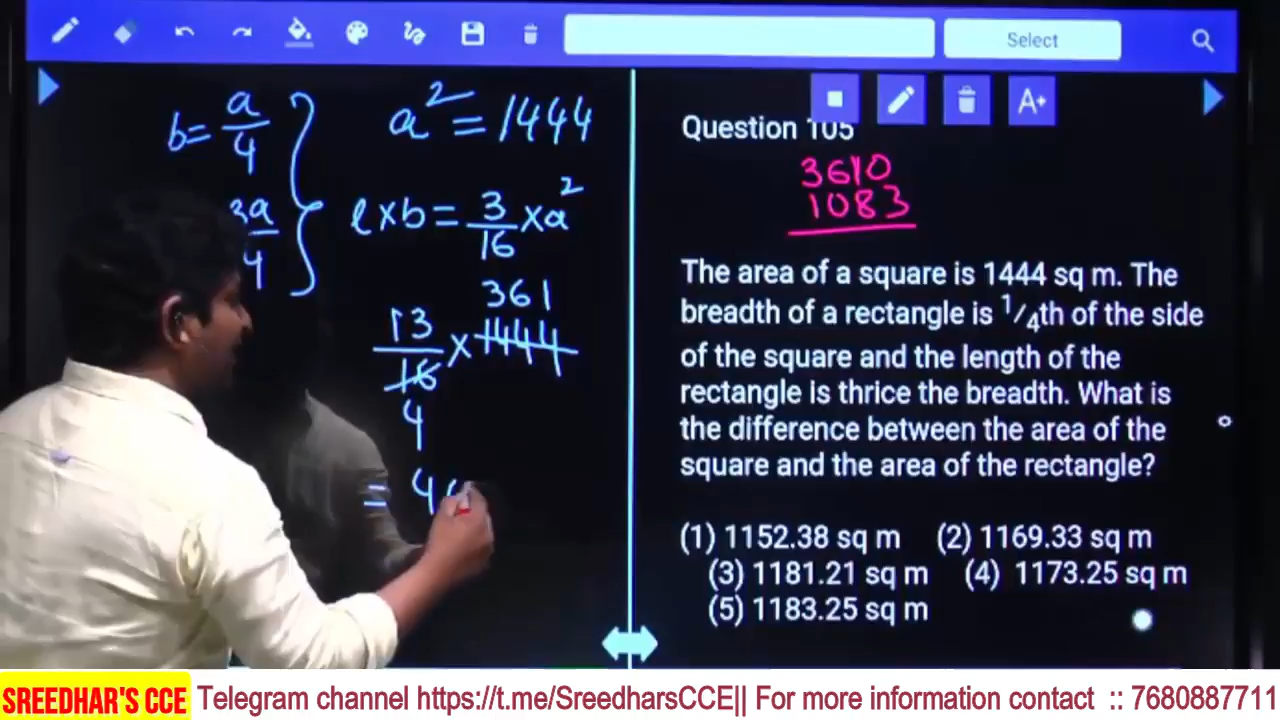 Select
A+
b= a/4
3a/4
a² = 1444
l×b = 3/16 ×a²
361
13/16 × 1444
4
= 4
Question 105
3610
1083
The area of a square is 1444 sq m. The
breadth of a rectangle is 1/4th of the side
of the square and the length of the
rectangle is thrice the breadth. What is
the difference between the area of the
square and the area of the rectangle?
(1) 1152.38 sq m (2) 1169.33 sq m
(3) 1181.21 sq m (4) 1173.25 sq m
(5) 1183.25 sq m
SREEDHAR'S CCE Telegram channel https://t.me/SreedharsCCE|| For more information contact :: 7680887711